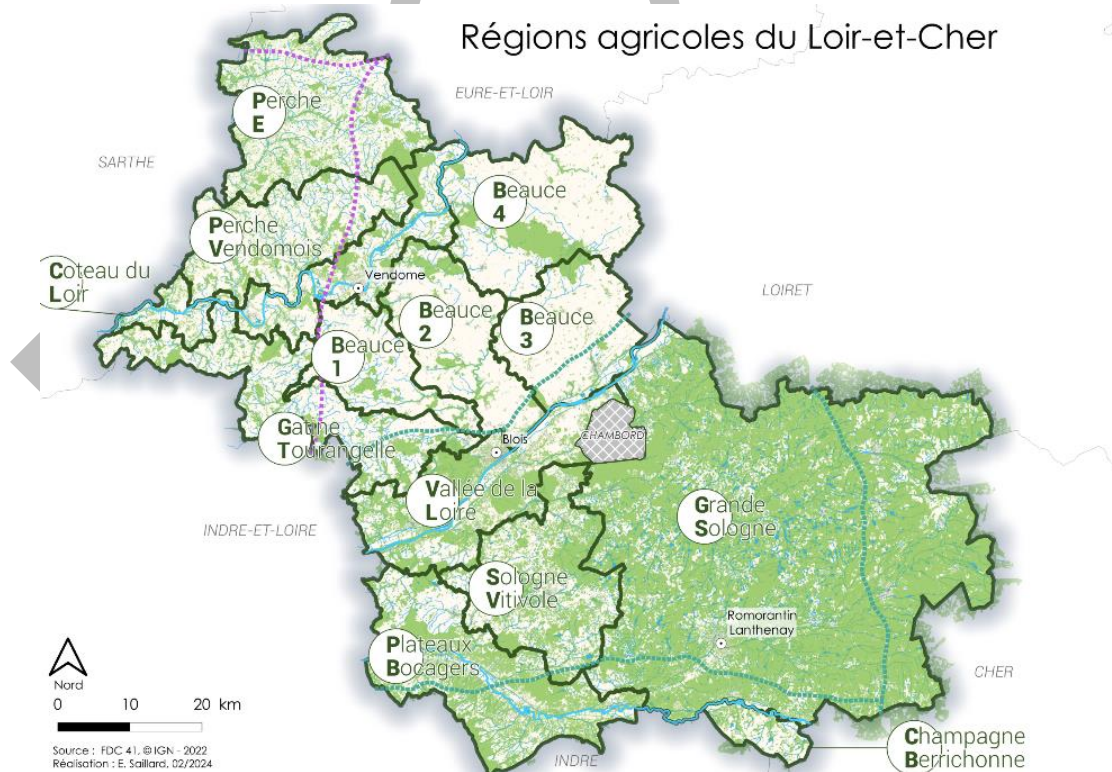 Régions agricoles du Loir-et-Cher
EURE-ET-LOIR
SARTHE
Perche
E
Beauce
4
Perche
Vendomois
Coteau du
Loir
Vendome
LOIRET
Beauce
2
Beauce
3
Beauce
1
Gatine
Tourangelle
Blois
CHAMBORD
Vallée de la
Loire
Grande
Sologne
INDRE-ET-LOIRE
Sologne
Vitivole
Romorantin
Lanthenay
Plateaux
Bocagers
CHER
Nord
0 10 20 km
Champagne
Berrichonne
INDRE
Source : FDC 41, © IGN - 2022
Réalisation : E. Saillard, 02/2024